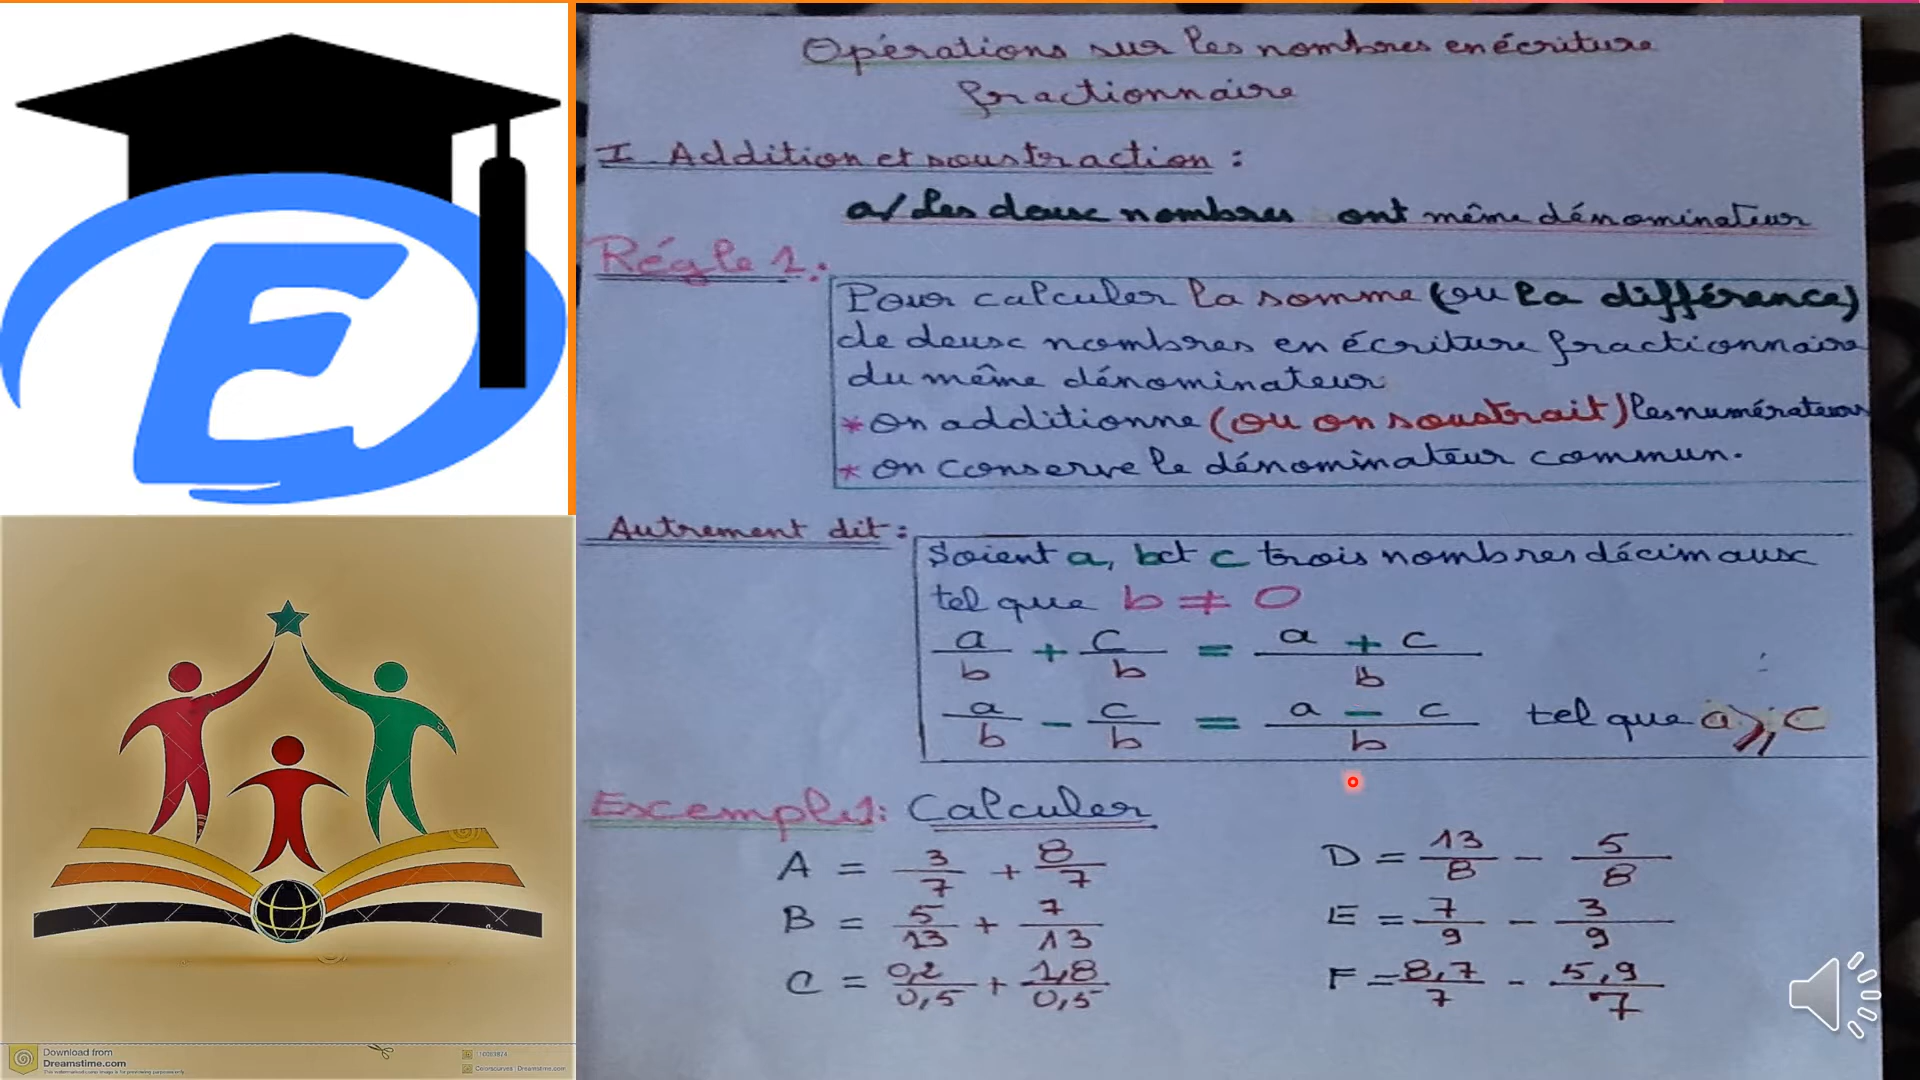 Opérations sur les nombres en écriture
fractionnaire
I Addition et soustraction :
a/ Les deux nombres ont même dénominateur
Régle 1:
Pour calculer la somme (ou la différence)
de deux nombres en écriture fractionnaire
du même dénominateur
* on additionne (ou on soustrait) les numérateurs
* on conserve le dénominateur commun.
Autrement dit :
Soient a, b et c trois nombres décimaux
tel que b ≠ 0
a/b + c/b = a + c/b
a/b - c/b = a - c/b tel que a ⩾ c
Exemple 1: Calculer
A = 3/7 + 8/7
B = 5/13 + 7/13
C = 0,2/0,5 + 1,8/0,5
D = 13/8 - 5/8
E = 7/9 - 3/9
F = 8,7/7 - 5,9/7
E
Download from
Dreamstime.com